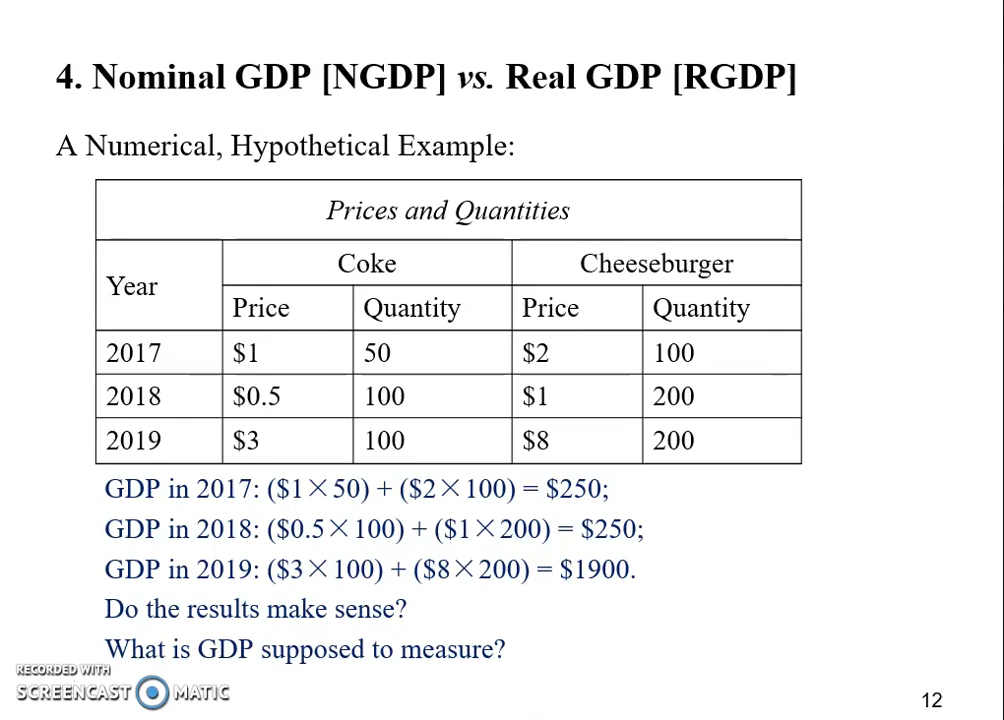 4. Nominal GDP [NGDP] vs. Real GDP [RGDP]
A Numerical, Hypothetical Example:
Prices and Quantities
Year Coke Cheeseburger
Price Quantity Price Quantity
2017 $1 50 $2 100
2018 $0.5 100 $1 200
2019 $3 100 $8 200
GDP in 2017: ($1×50) + ($2×100) = $250;
GDP in 2018: ($0.5×100) + ($1×200) = $250;
GDP in 2019: ($3×100) + ($8×200) = $1900.
Do the results make sense?
What is GDP supposed to measure?
RECORDED WITH
SCREENCAST MATIC
12